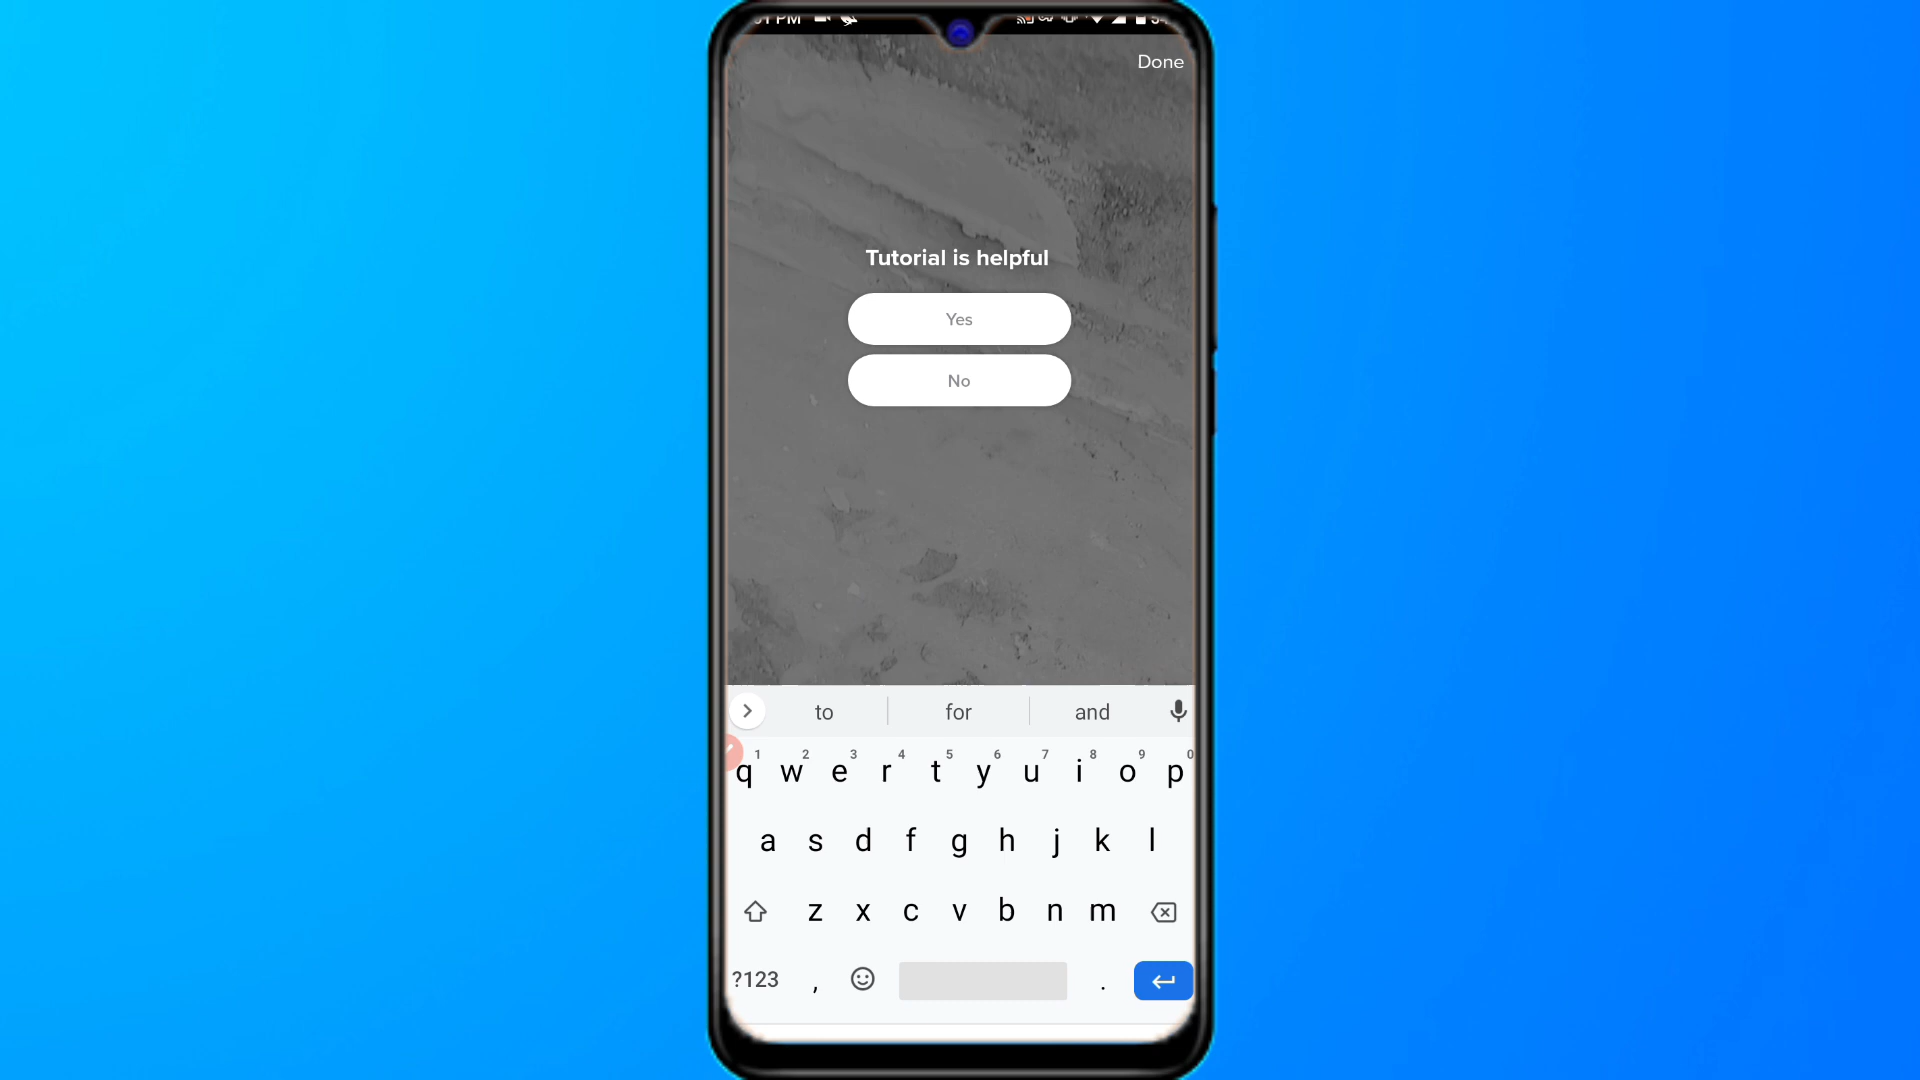 PM
Done
Tutorial is helpful
Yes
No
to for and
1 2 3 4 5 6 7 8 9 0
q w e r t y u i o p
a s d f g h j k l
z x c v b n m
?123 , .